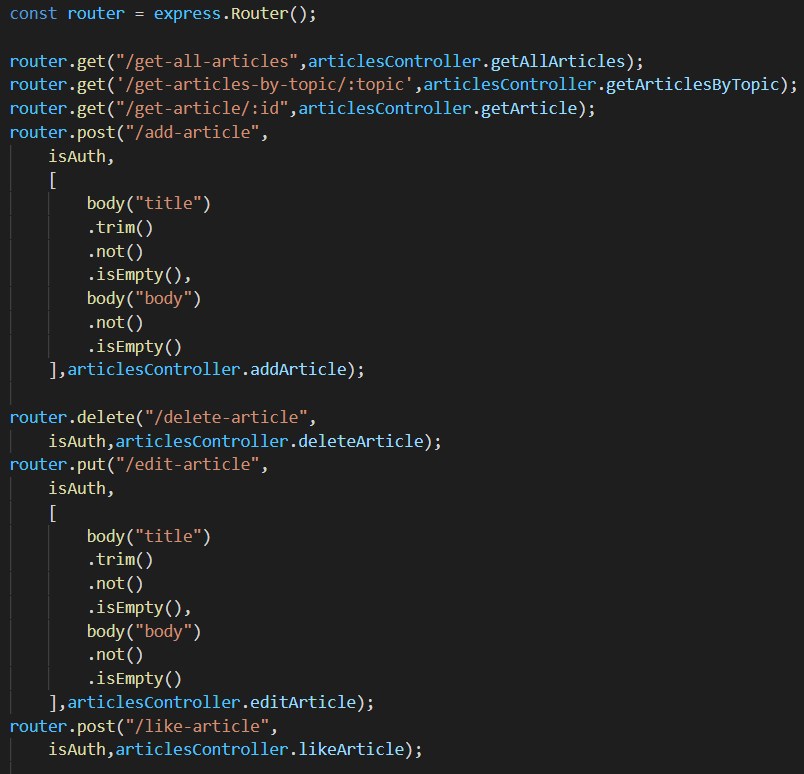 const router = express.Router();
router.get("/get-all-articles",articlesController.getAllArticles);
router.get('/get-articles-by-topic/:topic',articlesController.getArticlesByTopic);
router.get("/get-article/:id",articlesController.getArticle);
router.post("/add-article",
    isAuth,
    [
        body("title")
        .trim()
        .not()
        .isEmpty(),
        body("body")
        .not()
        .isEmpty()
    ],articlesController.addArticle);
router.delete("/delete-article",
    isAuth,articlesController.deleteArticle);
router.put("/edit-article",
    isAuth,
    [
        body("title")
        .trim()
        .not()
        .isEmpty(),
        body("body")
        .not()
        .isEmpty()
    ],articlesController.editArticle);
router.post("/like-article",
    isAuth,articlesController.likeArticle);